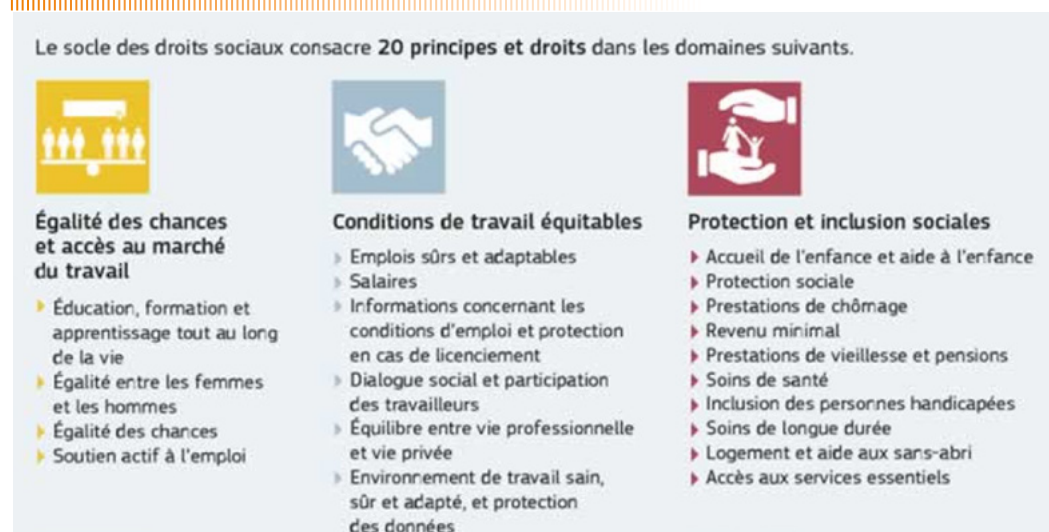 Le socle des droits sociaux consacre 20 principes et droits dans les domaines suivants.
Égalité des chances
et accès au marché
du travail
Éducation, formation et
apprentissage tout au long
de la vie
Égalité entre les femmes
et les hommes
Égalité des chances
Soutien actif à l'emploi
Conditions de travail équitables
Emplois sûrs et adaptables
Salaires
Informations concernant les
conditions d'emploi et protection
en cas de licenciement
Dialogue social et participation
des travailleurs
Équilibre entre vie professionnelle
et vie privée
Environnement de travail sain,
sûr et adapté, et protection
des données
Protection et inclusion sociales
Accueil de l'enfance et aide à l'enfance
Protection sociale
Prestations de chômage
Revenu minimal
Prestations de vieillesse et pensions
Soins de santé
Inclusion des personnes handicapées
Soins de longue durée
Logement et aide aux sans-abri
Accès aux services essentiels